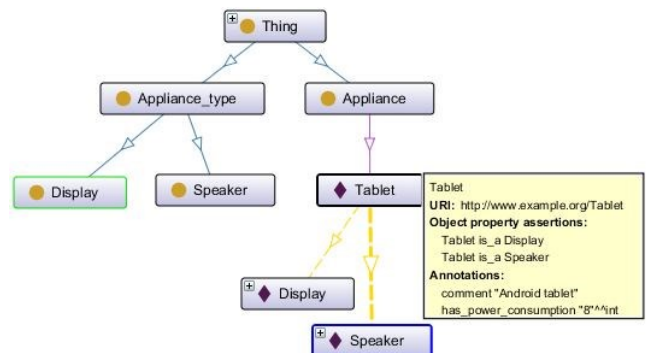 Thing
Appliance_type
Appliance
Display
Speaker
Tablet
Tablet
URI: http://www.example.org/Tablet
Object property assertions:
Tablet is_a Display
Tablet is_a Speaker
Annotations:
comment "Android tablet"
has_power_consumption "8"^^int
Display
Speaker